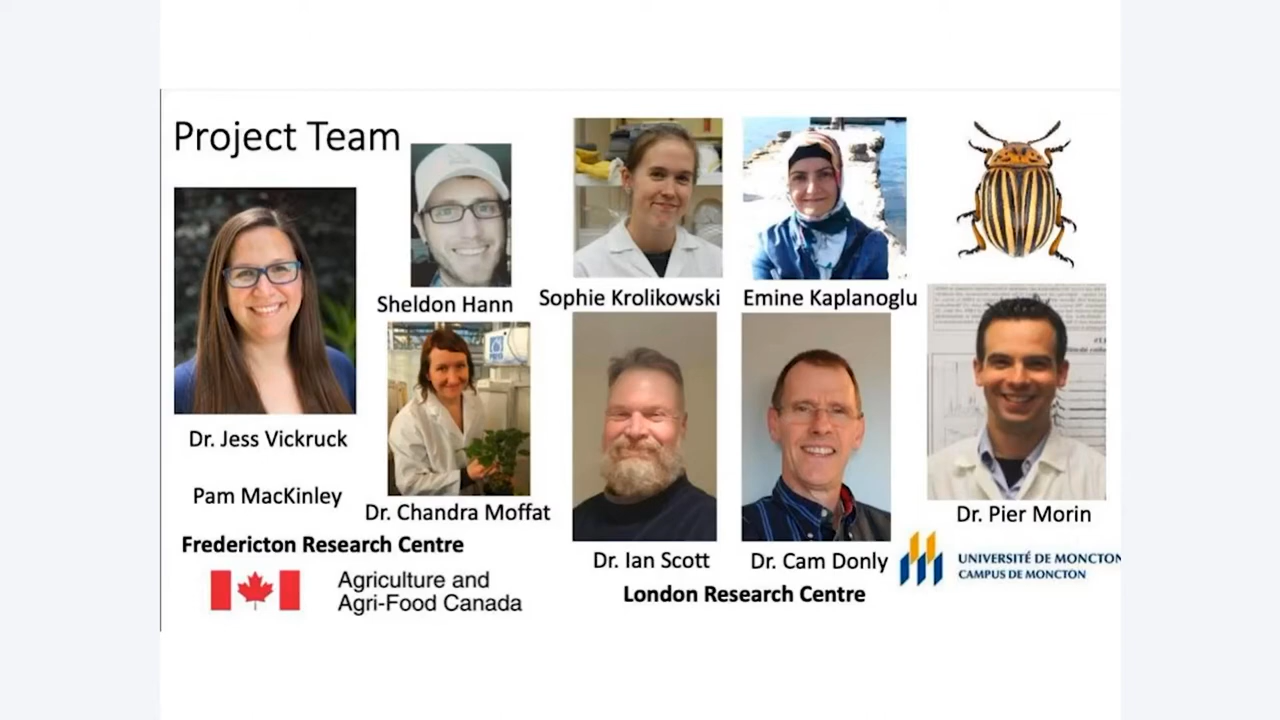 Project Team
Sheldon Hann
Sophie Krolikowski
Emine Kaplanoglu
Dr. Jess Vickruck
Pam MacKinley
Dr. Chandra Moffat
Dr. Ian Scott
Dr. Cam Donly
Dr. Pier Morin
Fredericton Research Centre
Agriculture and
Agri-Food Canada
London Research Centre
UNIVERSITÉ DE MONCTON
CAMPUS DE MONCTON